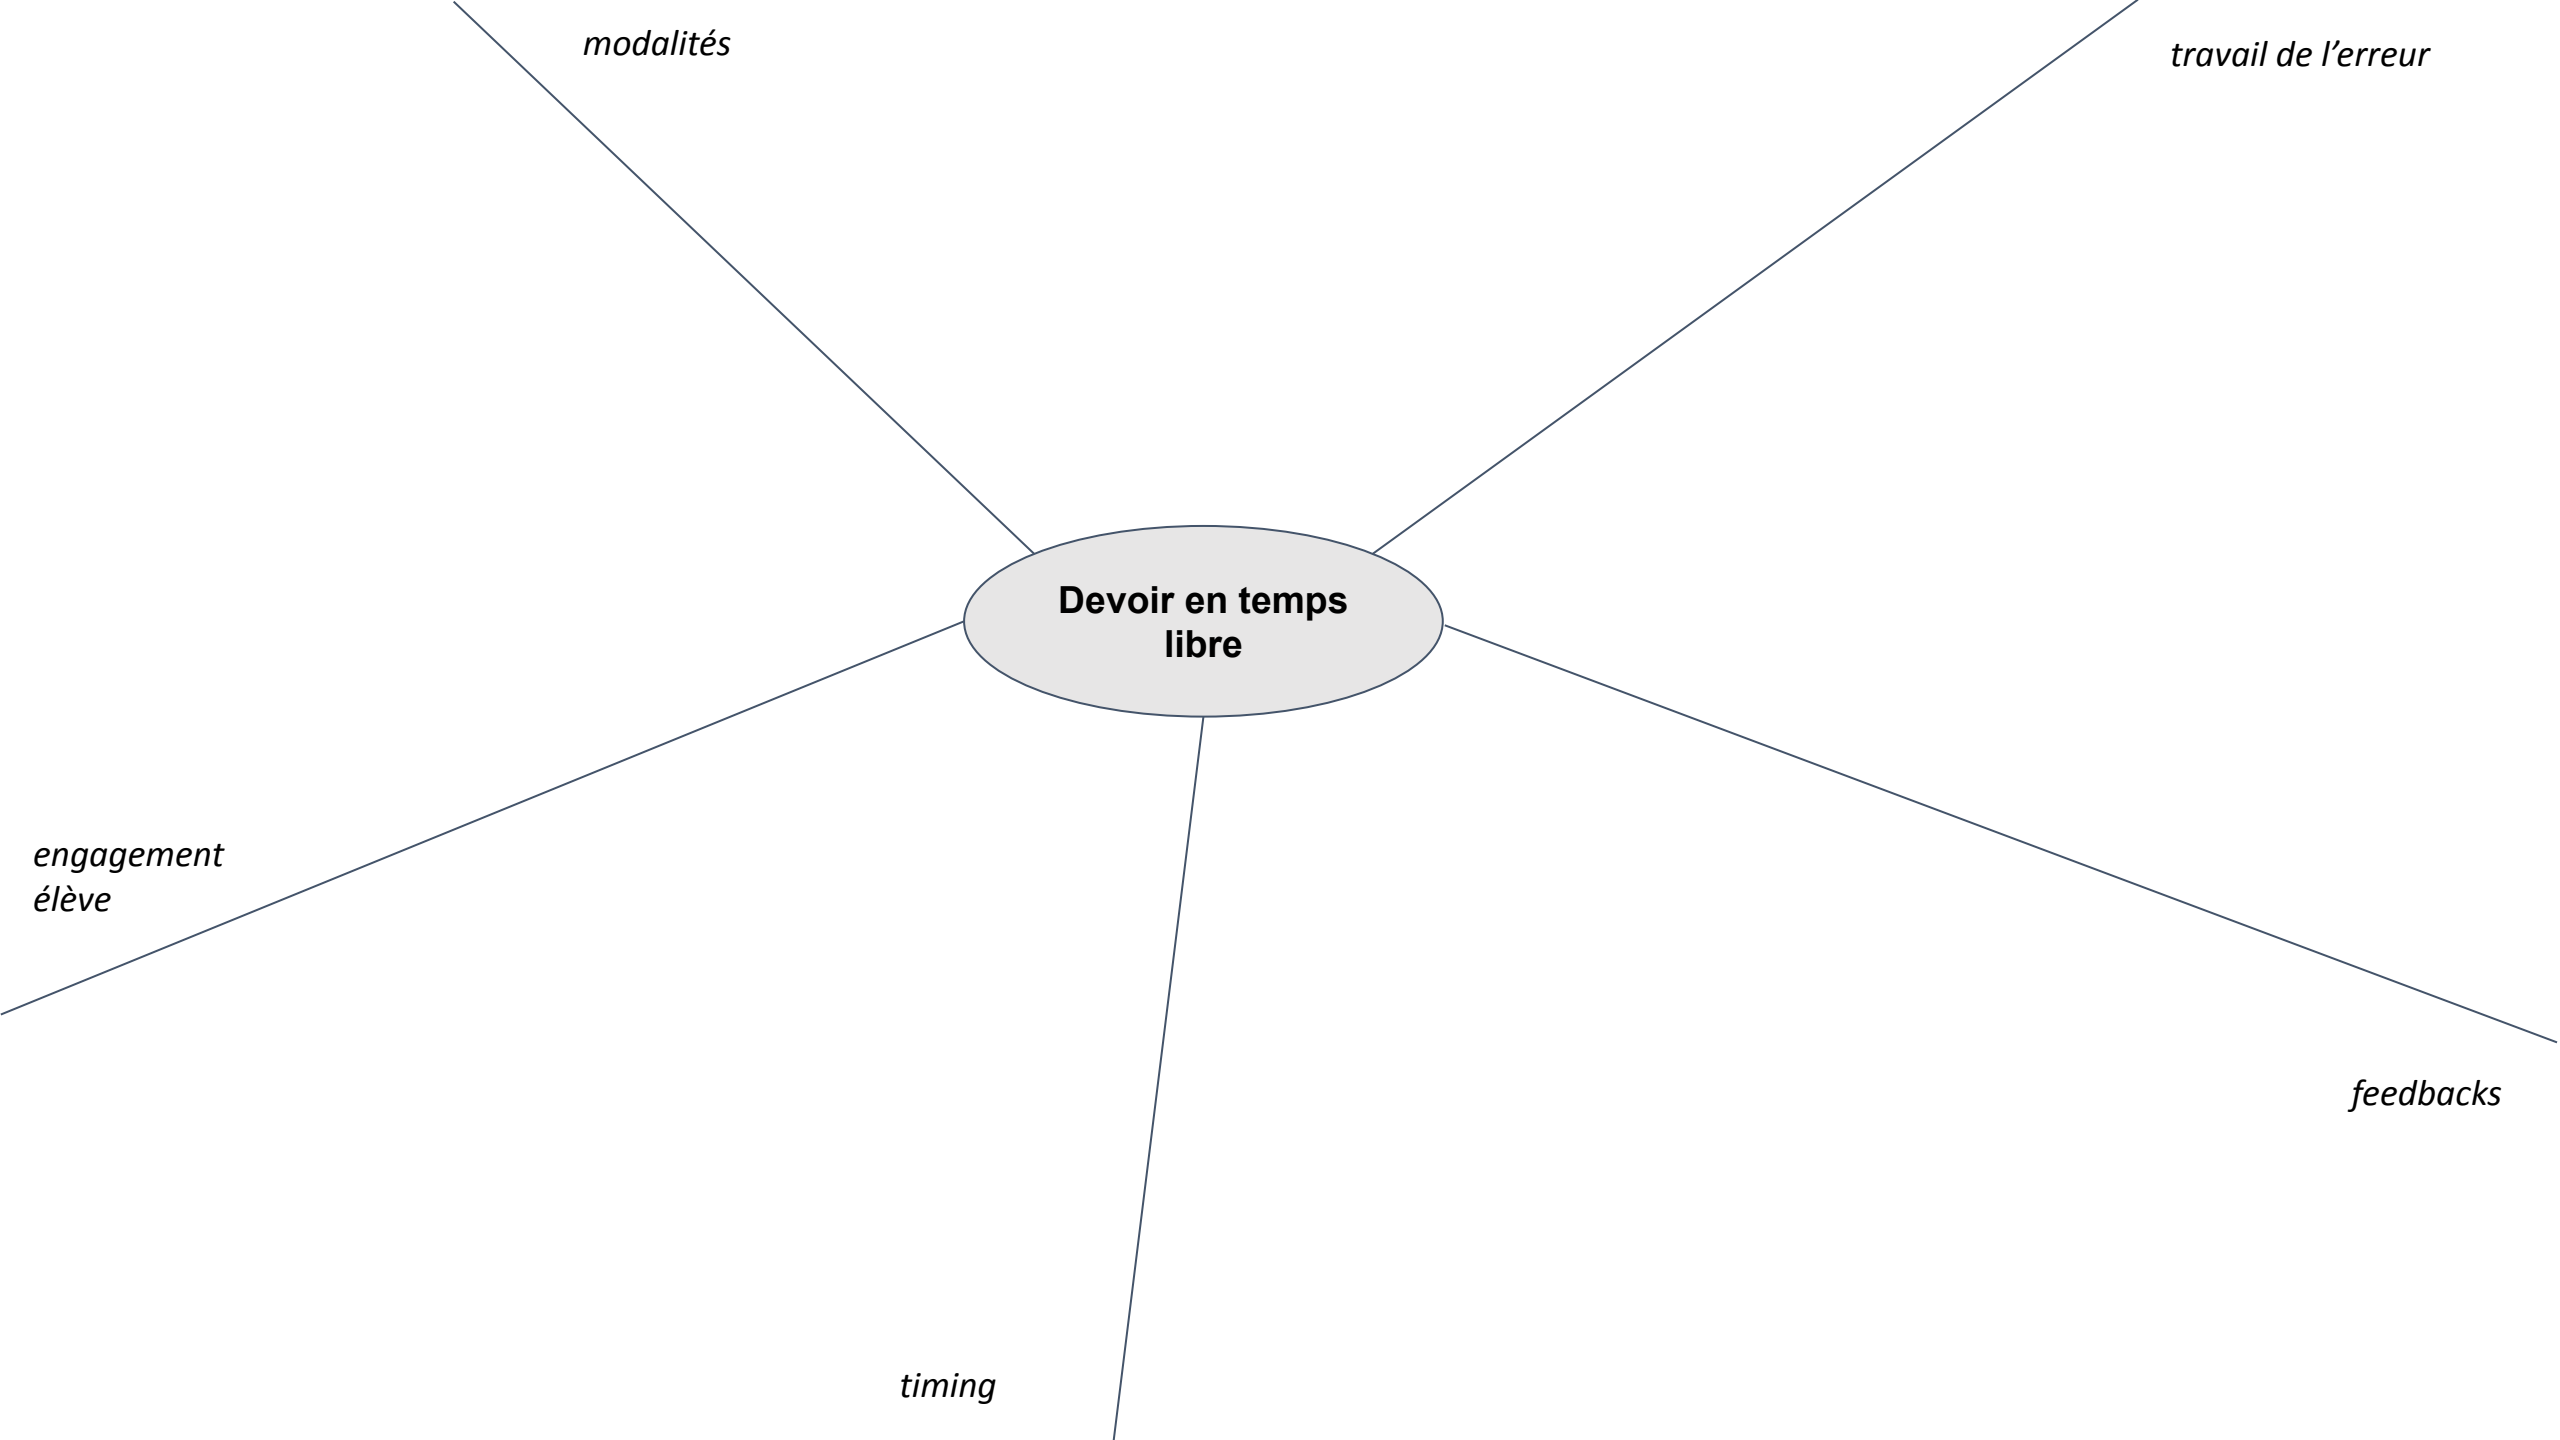 modalités
travail de l’erreur
Devoir en temps
libre
engagement
élève
feedbacks
timing